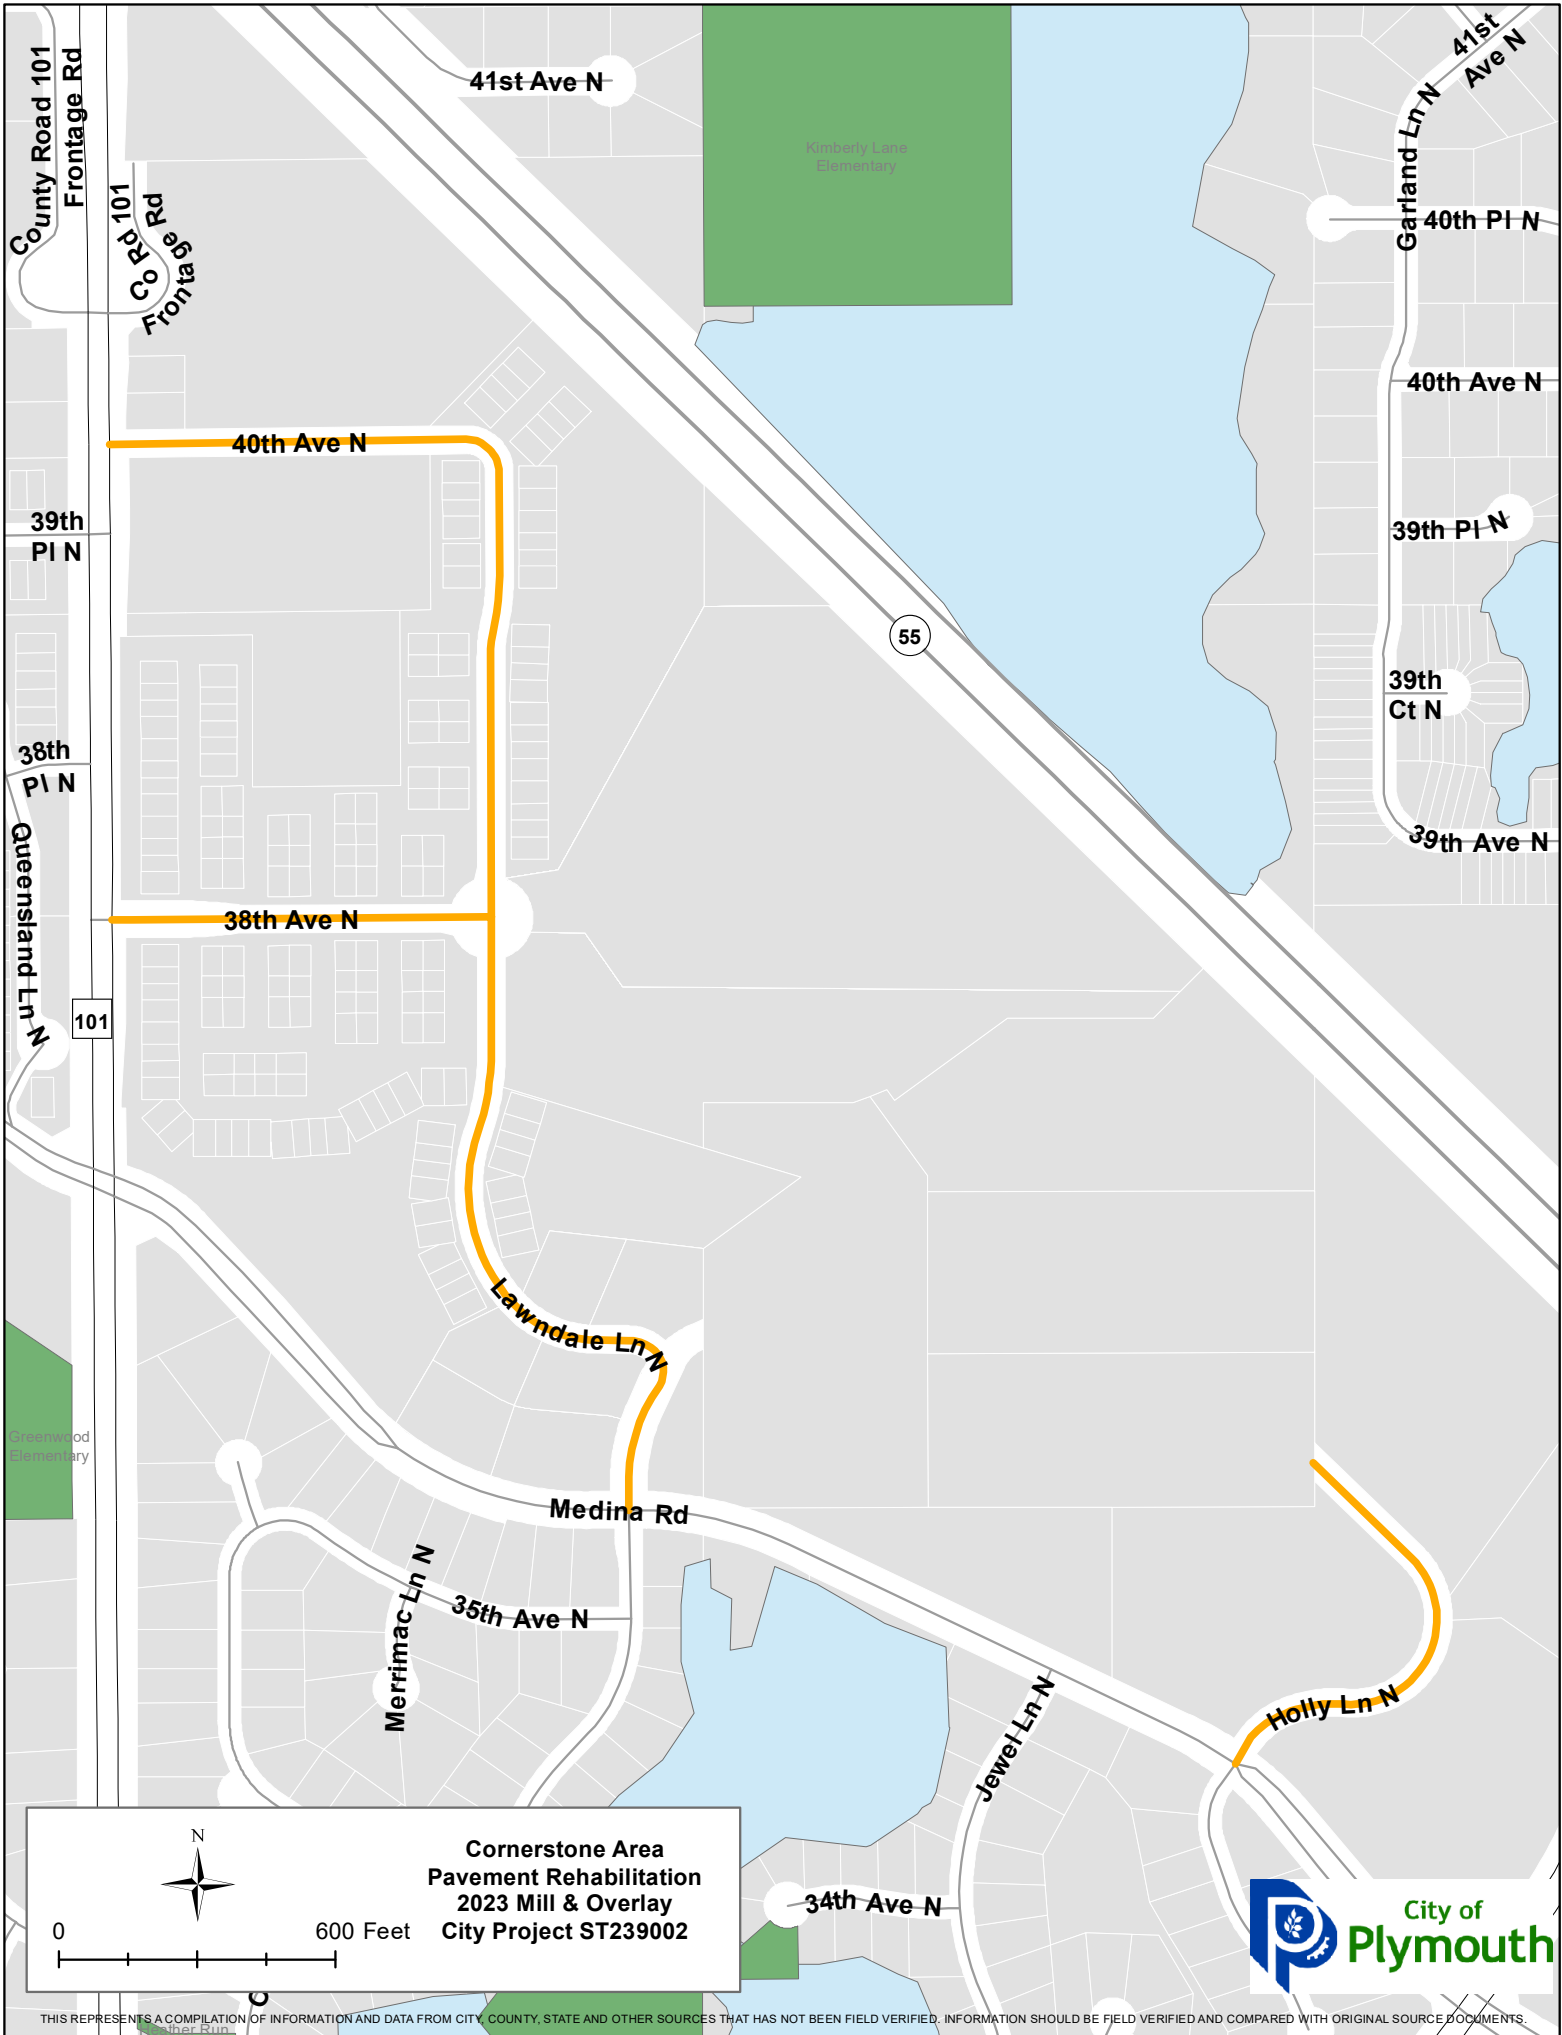 41st Ave N
41st
Ave N
County Road 101
Frontage Rd
Co Rd 101
Frontage Rd
Kimberly Lane
Elementary
Garland Ln N
40th Pl N
40th Ave N
40th Ave N
39th
Pl N
39th Pl N
55
39th
Ct N
38th
Pl N
39th Ave N
Queensland Ln N
38th Ave N
101
Lawndale Ln N
Greenwood
Elementary
Medina Rd
Merrimac Ln N
35th Ave N
Jewel Ln N
Holly Ln N
34th Ave N
N
0
600 Feet
Cornerstone Area
Pavement Rehabilitation
2023 Mill & Overlay
City Project ST239002
City of
Plymouth
THIS REPRESENTS A COMPILATION OF INFORMATION AND DATA FROM CITY, COUNTY, STATE AND OTHER SOURCES THAT HAS NOT BEEN FIELD VERIFIED. INFORMATION SHOULD BE FIELD VERIFIED AND COMPARED WITH ORIGINAL SOURCE DOCUMENTS.
Heather Run